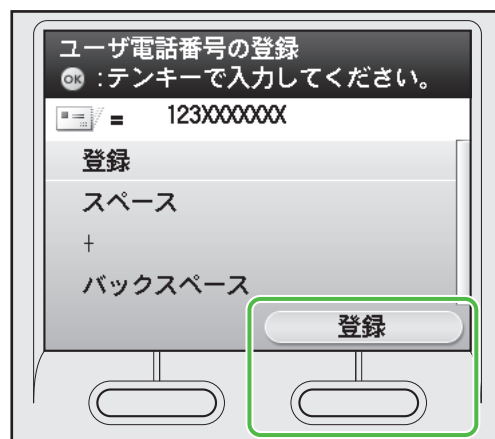 ユーザ電話番号の登録
OK :テンキーで入力してください。
= 123XXXXXXX
登録
スペース
+
バックスペース
登録